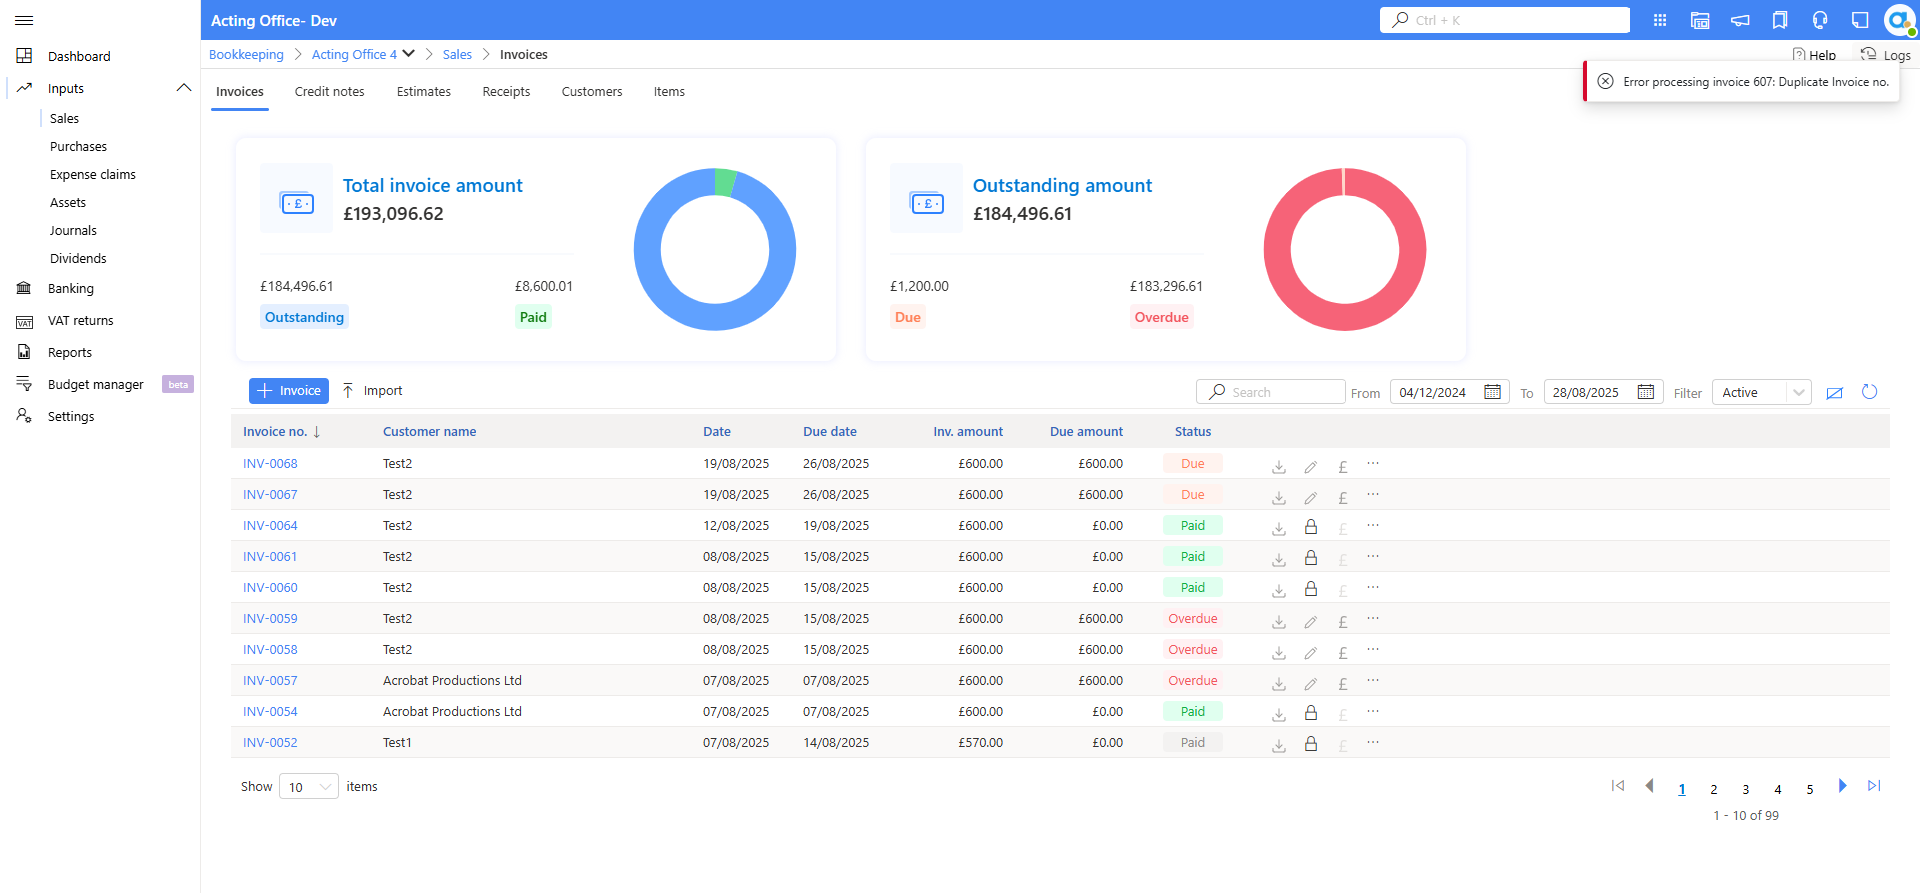 Acting Office- Dev
Ctrl + K
Dashboard
Inputs
Sales
Purchases
Expense claims
Assets
Journals
Dividends
Banking
VAT
VAT returns
Reports
Budget manager beta
Settings
Bookkeeping Acting Office 4 Sales Invoices
Help Logs
Error processing invoice 607: Duplicate Invoice no.
Invoices Credit notes Estimates Receipts Customers Items
Total invoice amount
£193,096.62
£184,496.61 £8,600.01
Outstanding Paid
Outstanding amount
£184,496.61
£1,200.00 £183,296.61
Due Overdue
Invoice Import Search From 04/12/2024 To 28/08/2025 Filter Active
Invoice no. ↓ Customer name Date Due date Inv. amount Due amount Status
INV-0068 Test2 19/08/2025 26/08/2025 £600.00 £600.00 Due £ ...
INV-0067 Test2 19/08/2025 26/08/2025 £600.00 £600.00 Due £ ...
INV-0064 Test2 12/08/2025 19/08/2025 £600.00 £0.00 Paid £ ...
INV-0061 Test2 08/08/2025 15/08/2025 £600.00 £0.00 Paid £ ...
INV-0060 Test2 08/08/2025 15/08/2025 £600.00 £0.00 Paid £ ...
INV-0059 Test2 08/08/2025 15/08/2025 £600.00 £600.00 Overdue £ ...
INV-0058 Test2 08/08/2025 15/08/2025 £600.00 £600.00 Overdue £ ...
INV-0057 Acrobat Productions Ltd 07/08/2025 07/08/2025 £600.00 £600.00 Overdue £ ...
INV-0054 Acrobat Productions Ltd 07/08/2025 07/08/2025 £600.00 £0.00 Paid £ ...
INV-0052 Test1 07/08/2025 14/08/2025 £570.00 £0.00 Paid £ ...
Show 10 items
1 2 3 4 5
1 - 10 of 99